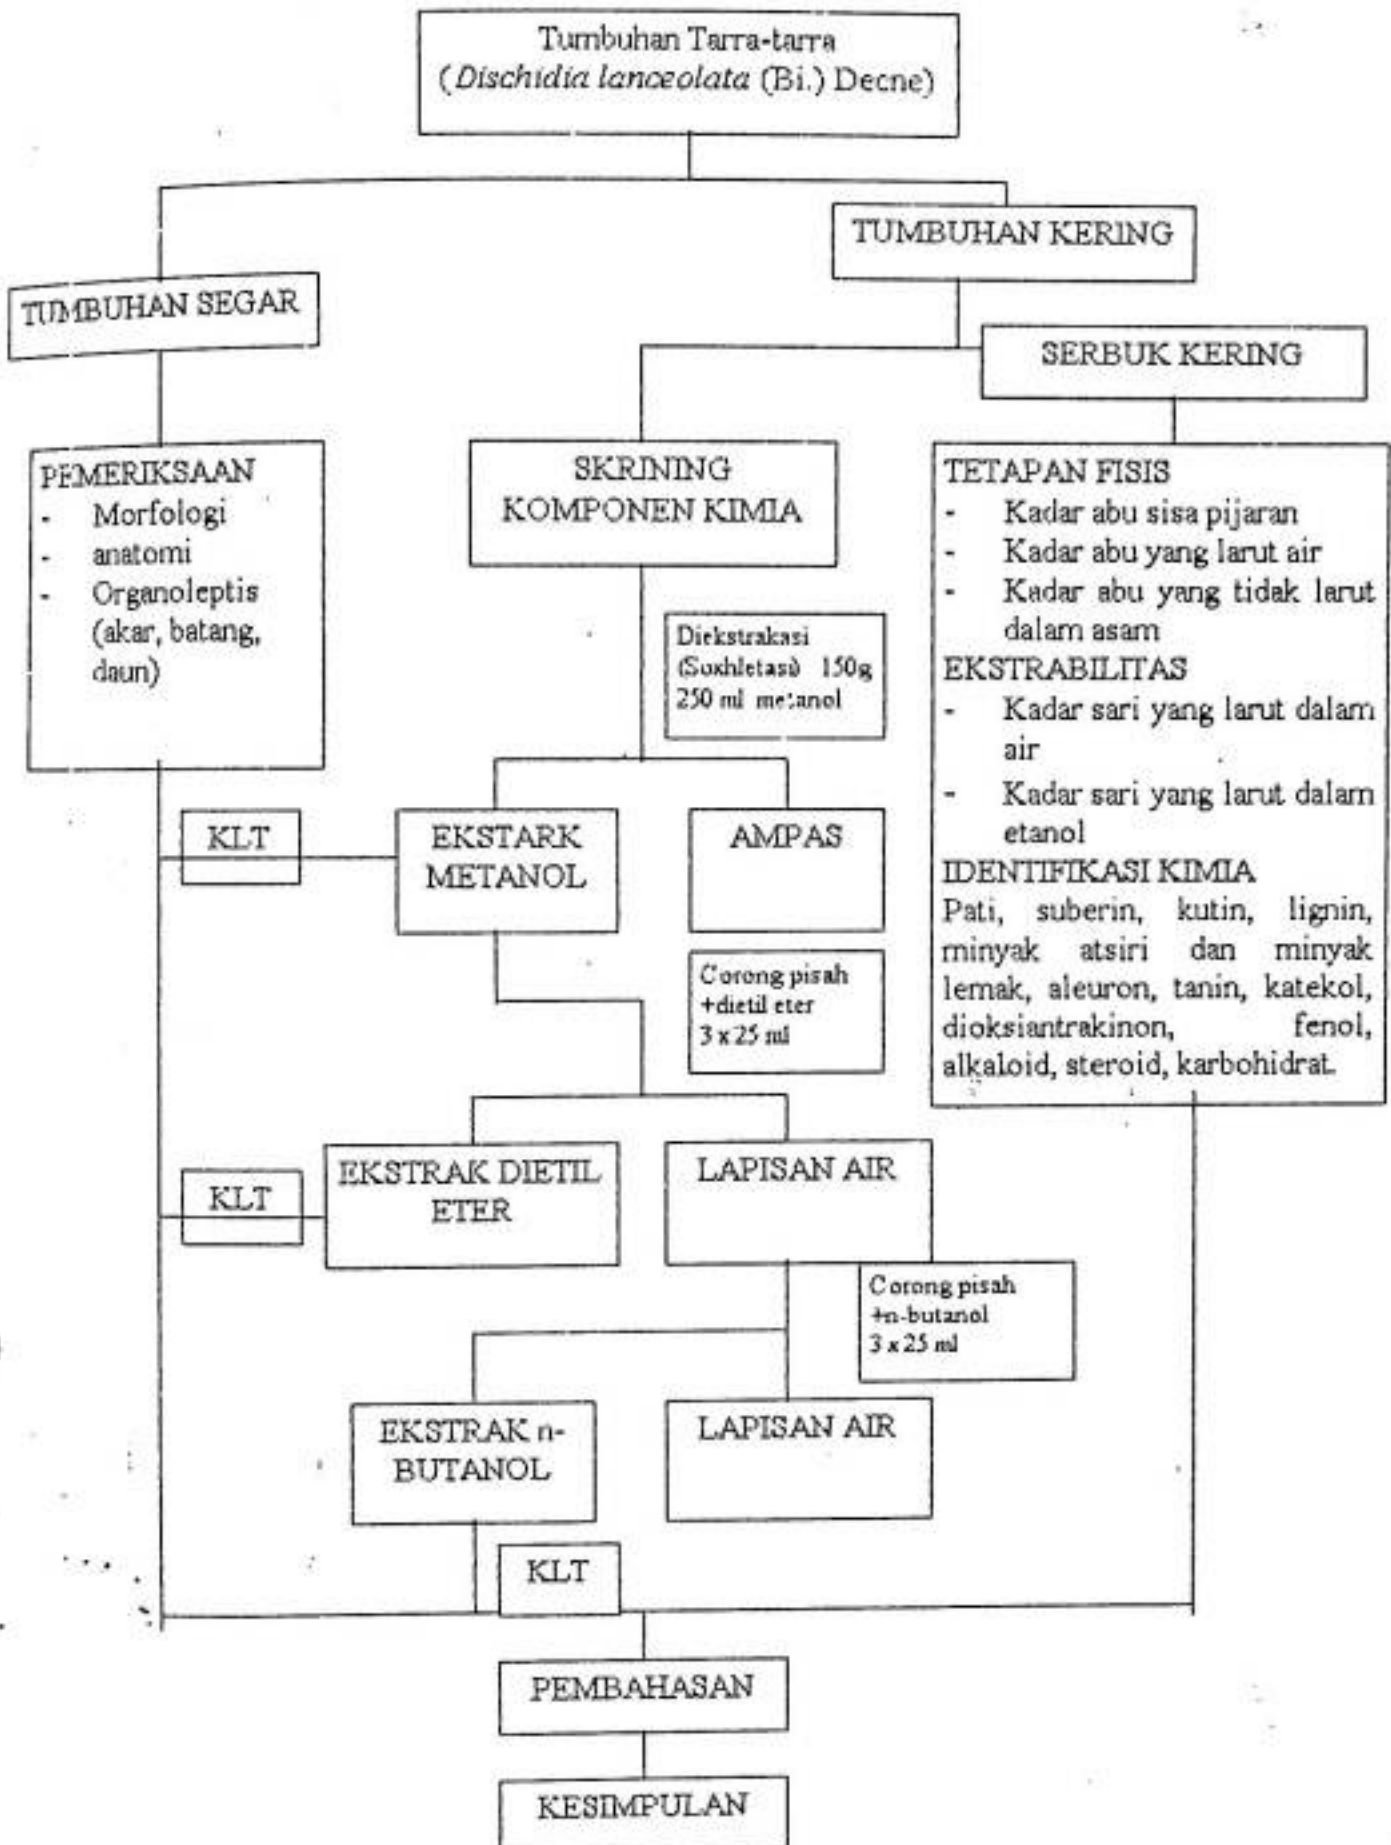 Tumbuhan Tarra-tarra
(Dischidia lanceolata (Bi.) Decne)
TUMBUHAN KERING
TUMBUHAN SEGAR
SERBUK KERING
PEMERIKSAAN
- Morfologi
- anatomi
- Organoleptis
(akar, batang,
daun)
SKRINING
KOMPONEN KIMIA
TETAPAN FISIS
- Kadar abu sisa pijaran
- Kadar abu yang larut air
- Kadar abu yang tidak larut
dalam asam
EKSTRABILITAS
- Kadar sari yang larut dalam
air
- Kadar sari yang larut dalam
etanol
IDENTIFIKASI KIMIA
Pati, suberin, kutin, lignin,
minyak atsiri dan minyak
lemak, aleuron, tanin, katekol,
dioksiantrakinon, fenol,
alkaloid, steroid, karbohidrat.
Diekstrakasi
(Soxhletasi) 150g
250 ml metanol
KLT
EKSTARK
METANOL
AMPAS
Corong pisah
+dietil eter
3 x 25 ml
KLT
EKSTRAK DIETIL
ETER
LAPISAN AIR
Corong pisah
+n-butanol
3 x 25 ml
EKSTRAK n-
BUTANOL
LAPISAN AIR
KLT
PEMBAHASAN
KESIMPULAN